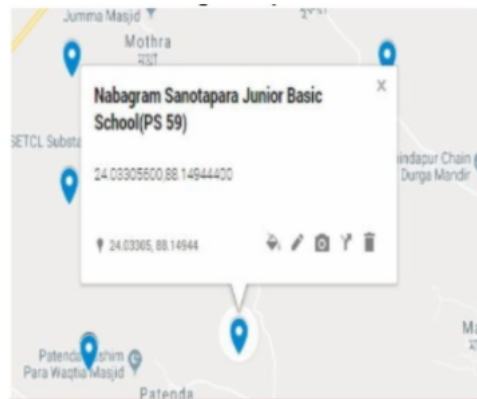 Jumma Masjid
Mothra
Nabagram Sanotapara Junior Basic
School(PS 59)
x
24.03305600,88.14944400
24.03305, 88.14944
SETCL Substa
indapur Chain
Durga Mandir
Patenda
shim
Para Waqtia Masjid
Patenda